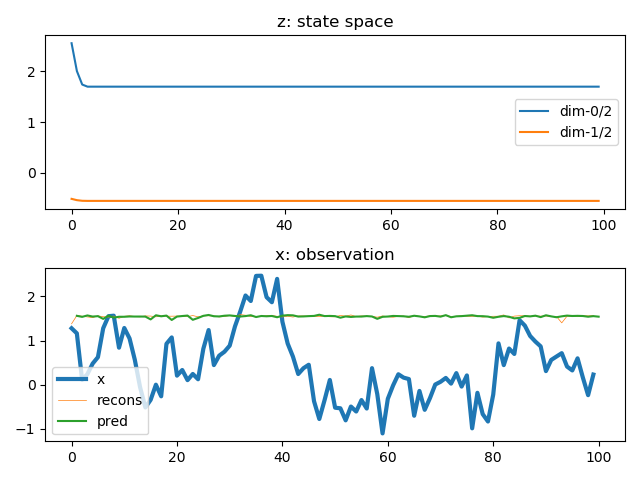 z: state space
2
1
0
dim-0/2
dim-1/2
0 20 40 60 80 100
x: observation
2
1
0
−1
x
recons
pred
0 20 40 60 80 100